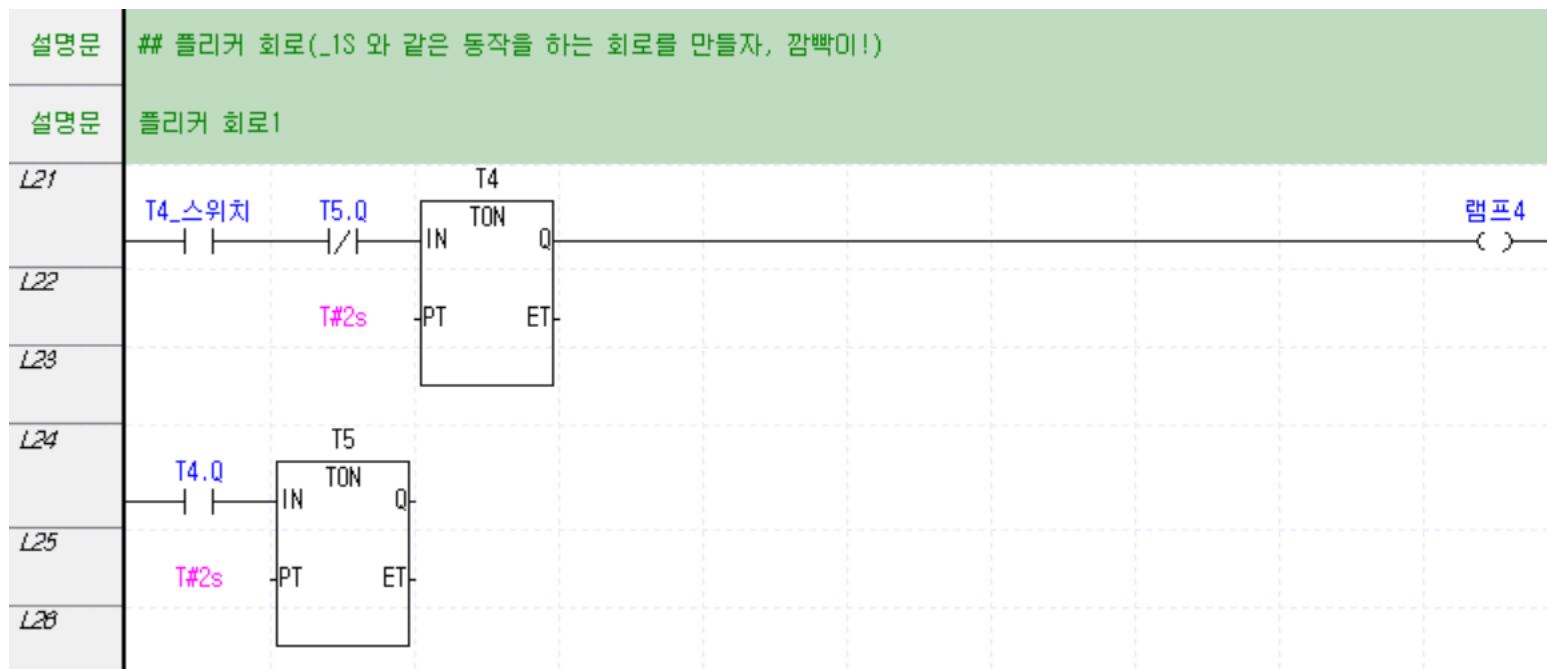 설명문 ## 플리커 회로(_1S 와 같은 동작을 하는 회로를 만들자, 깜빡이!)
설명문 플리커 회로1
L21
T4
T4_스위치 T5.Q TON 램프4
IN Q
L22
T#2s PT ET
L23
L24
T5
T4.Q TON
IN Q
L25
T#2s PT ET
L26